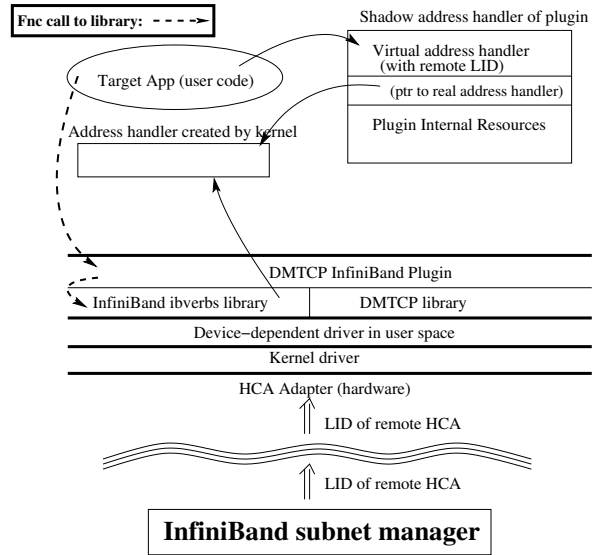 Fnc call to library:
Shadow address handler of plugin
Target App (user code)
Virtual address handler
(with remote LID)
(ptr to real address handler)
Plugin Internal Resources
Address handler created by kernel
DMTCP InfiniBand Plugin
InfiniBand ibverbs library
DMTCP library
Device−dependent driver in user space
Kernel driver
HCA Adapter (hardware)
LID of remote HCA
LID of remote HCA
InfiniBand subnet manager